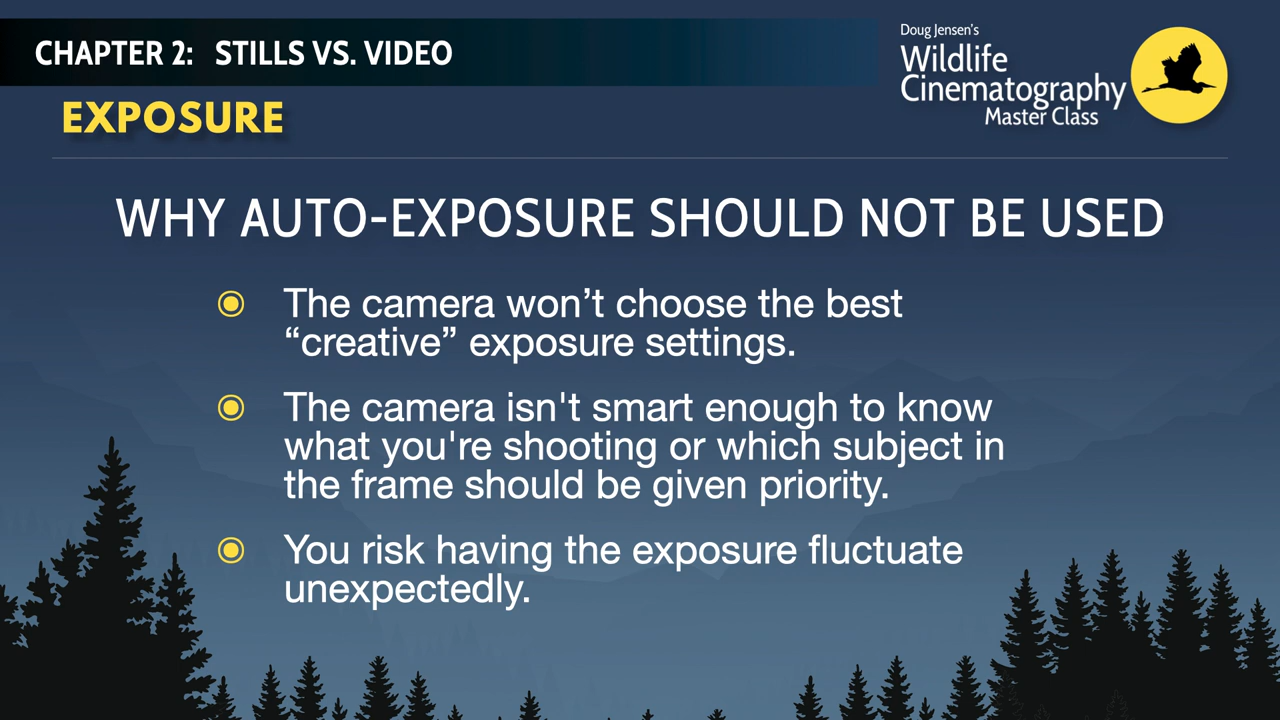 CHAPTER 2: STILLS VS. VIDEO
Doug Jensen's
Wildlife
Cinematography
Master Class
EXPOSURE
WHY AUTO-EXPOSURE SHOULD NOT BE USED
The camera won’t choose the best
“creative” exposure settings.
The camera isn't smart enough to know
what you're shooting or which subject in
the frame should be given priority.
You risk having the exposure fluctuate
unexpectedly.